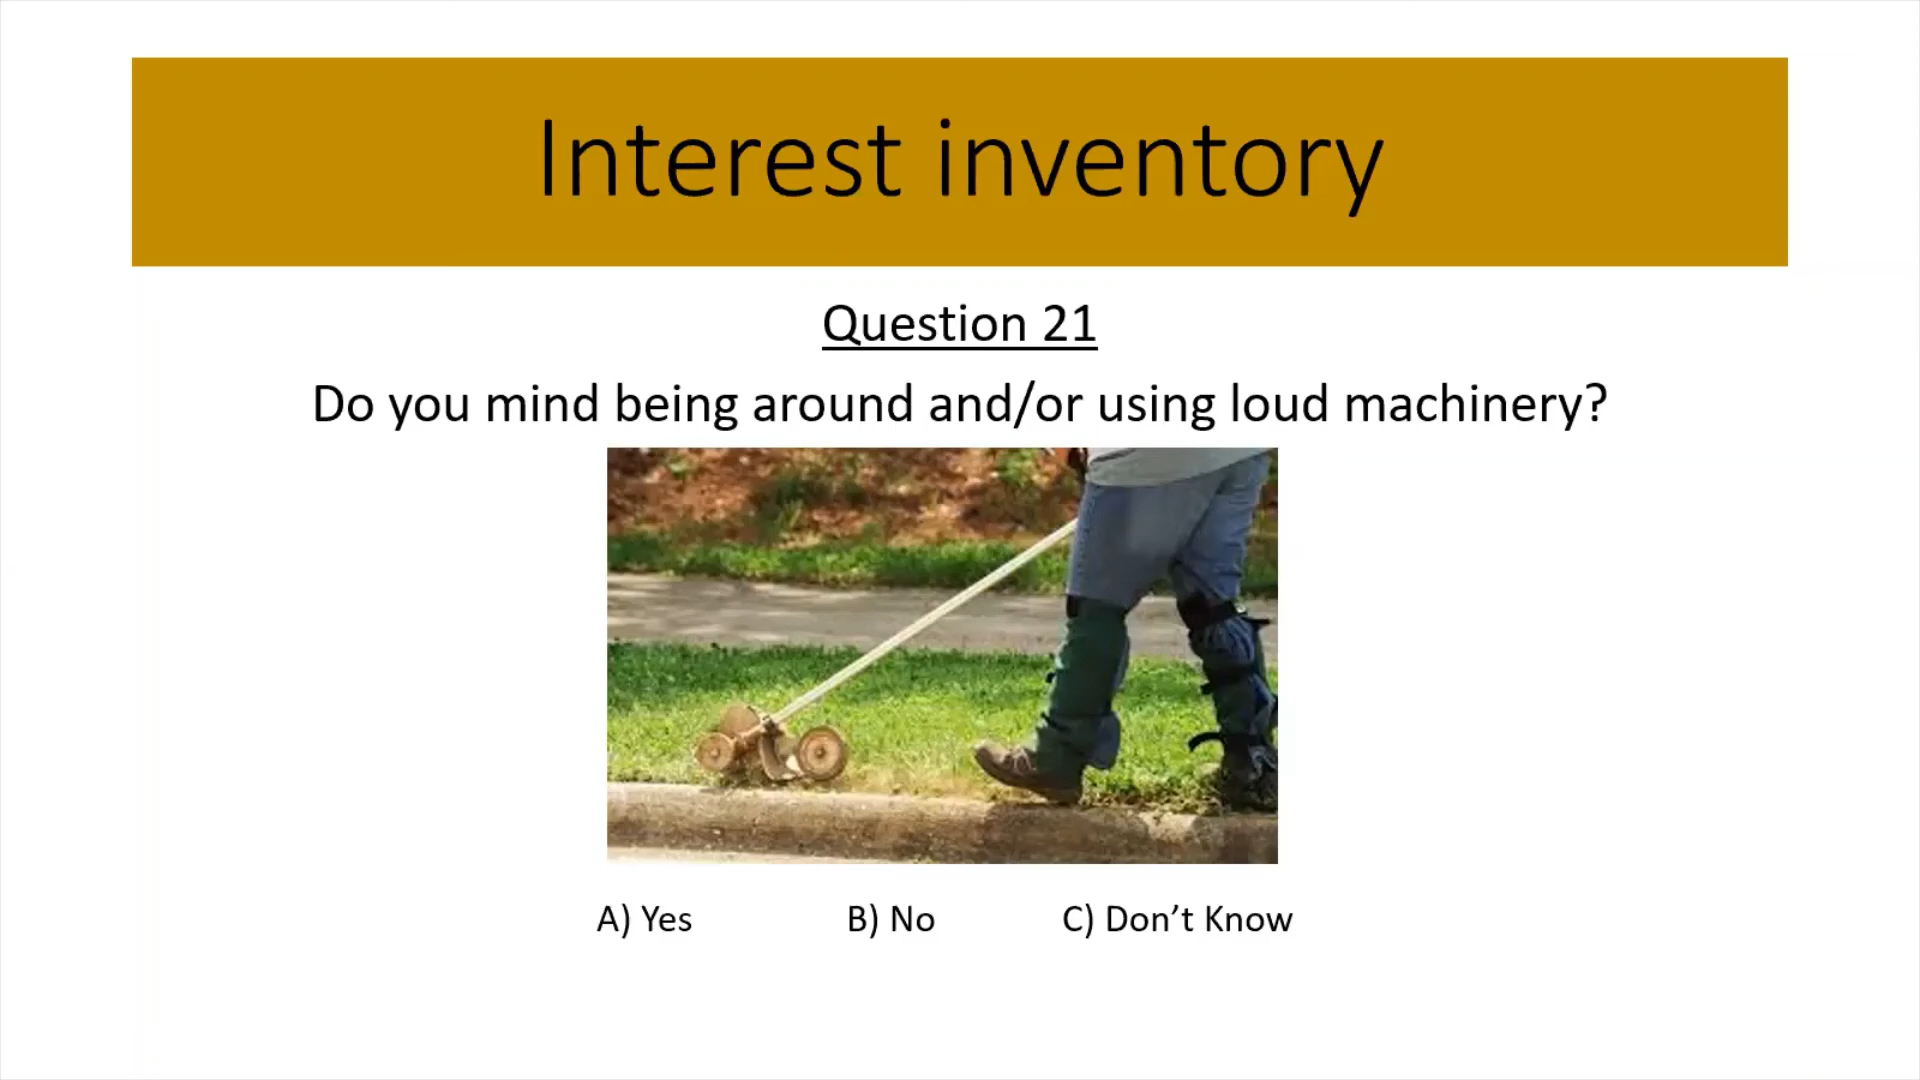 Interest inventory
Question 21
Do you mind being around and/or using loud machinery?
A) Yes B) No C) Don’t Know